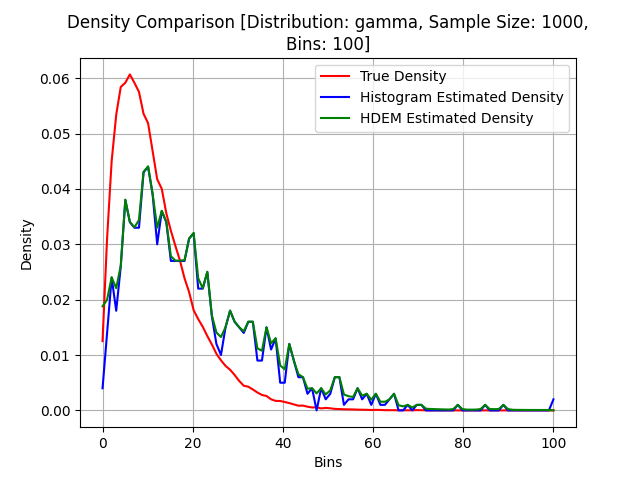 Density Comparison [Distribution: gamma, Sample Size: 1000,
Bins: 100]
True Density
Histogram Estimated Density
HDEM Estimated Density
Density
0.06
0.05
0.04
0.03
0.02
0.01
0.00
0 20 40 60 80 100
Bins